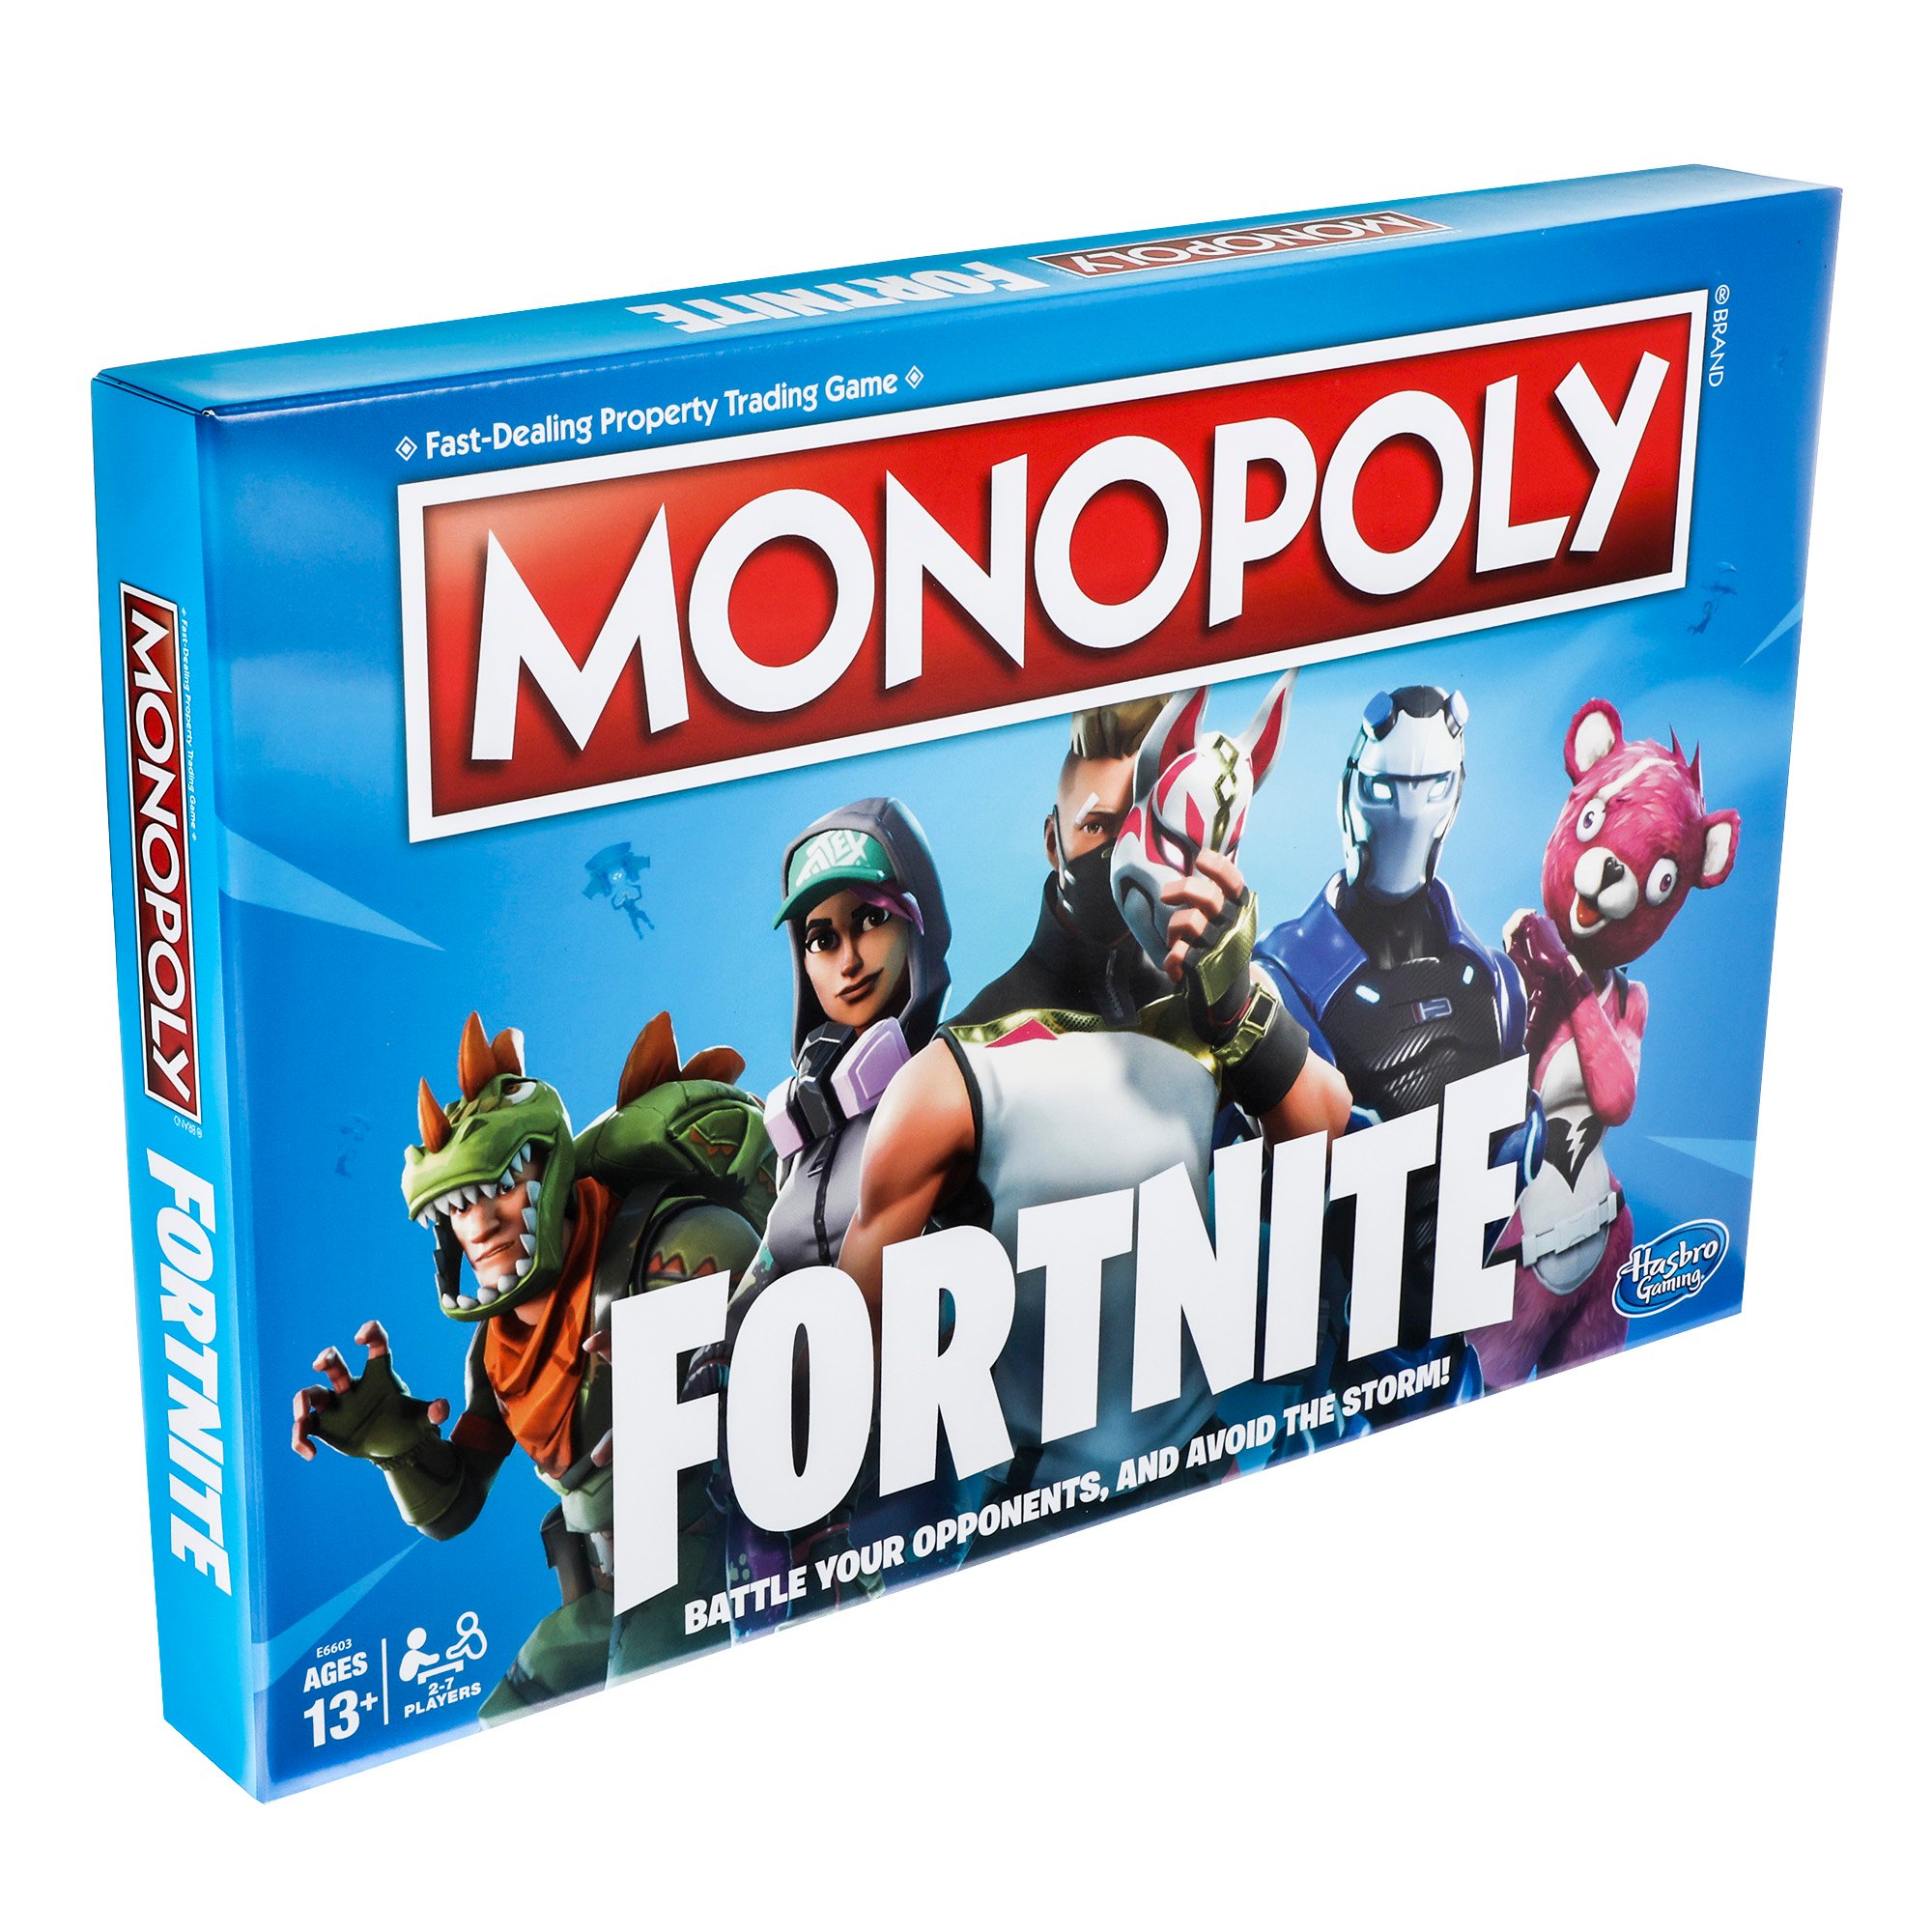 FORTNITE
MONOPOLY
Fast-Dealing Property Trading Game
MONOPOLY
® BRAND
Fast-Dealing Property Trading Game
MONOPOLY
® BRAND
FORTNITE
FORTNITE
BATTLE YOUR OPPONENTS, AND AVOID THE STORM!
Hasbro
Gaming
E6603
AGES
13+
2-7
PLAYERS